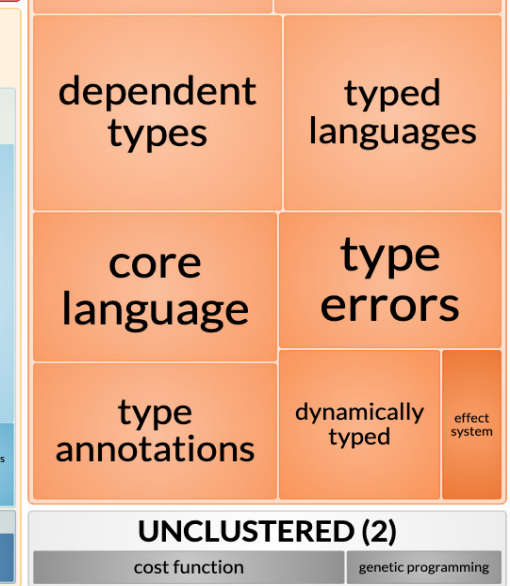 dependent
types
typed
languages
core
language
type
errors
type
annotations
dynamically
typed
effect
system
s
UNCLUSTERED (2)
cost function
genetic programming